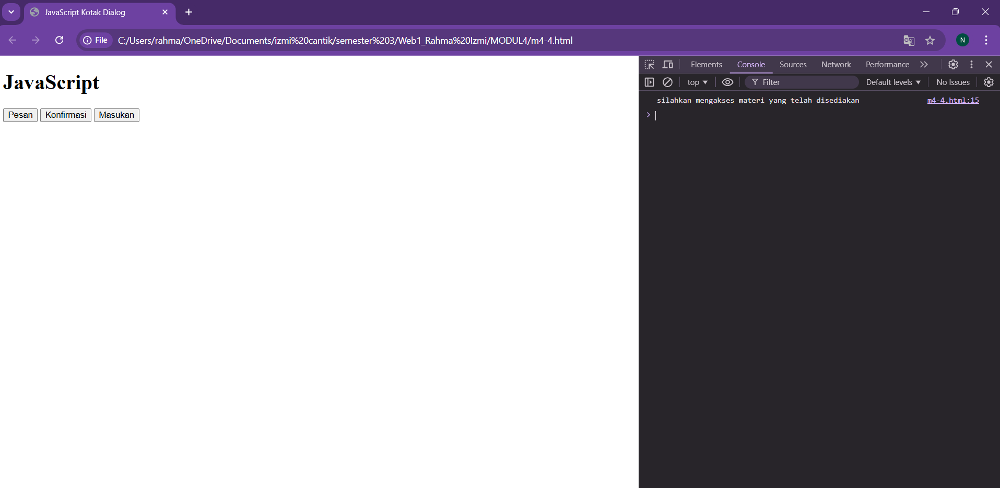 JavaScript Kotak Dialog
File C:/Users/rahma/OneDrive/Documents/izmi%20cantik/semester%203/Web1_Rahma%20Izmi/MODUL4/m4-4.html N
JavaScript
Pesan Konfirmasi Masukan
Elements Console Sources Network Performance
top Filter Default levels No Issues
silahkan mengakses materi yang telah disediakan m4-4.html:15